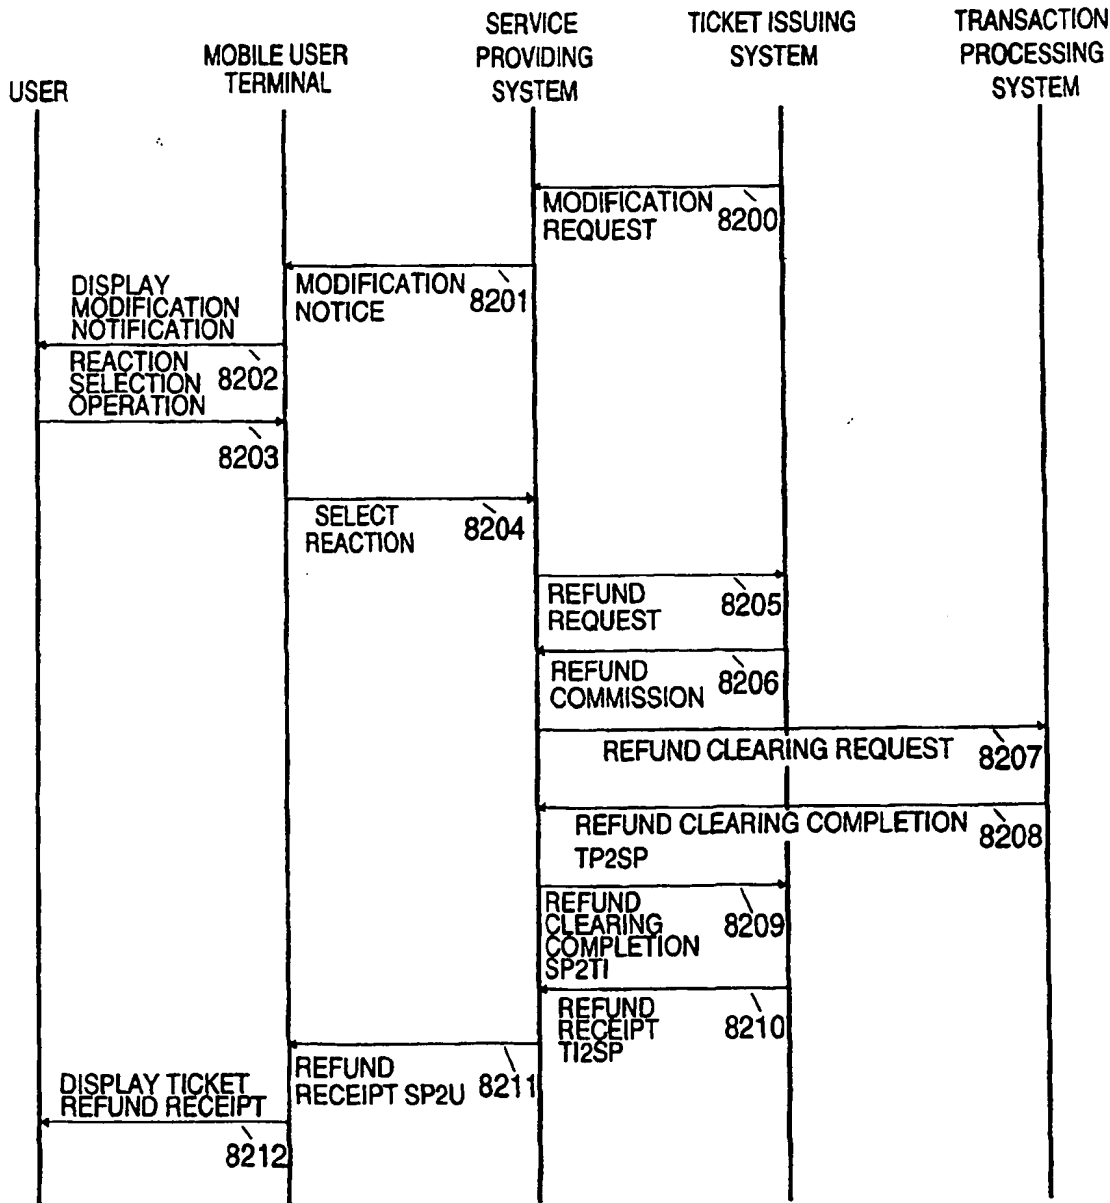 USER
MOBILE USER
TERMINAL
SERVICE
PROVIDING
SYSTEM
TICKET ISSUING
SYSTEM
TRANSACTION
PROCESSING
SYSTEM
MODIFICATION
REQUEST
8200
MODIFICATION
NOTICE
8201
DISPLAY
MODIFICATION
NOTIFICATION
8202
REACTION
SELECTION
OPERATION
8203
SELECT
REACTION
8204
REFUND
REQUEST
8205
REFUND
COMMISSION
8206
REFUND CLEARING REQUEST
8207
REFUND CLEARING COMPLETION
TP2SP
8208
REFUND
CLEARING
COMPLETION
SP2TI
8209
REFUND
RECEIPT
TI2SP
8210
REFUND
RECEIPT SP2U
8211
DISPLAY TICKET
REFUND RECEIPT
8212